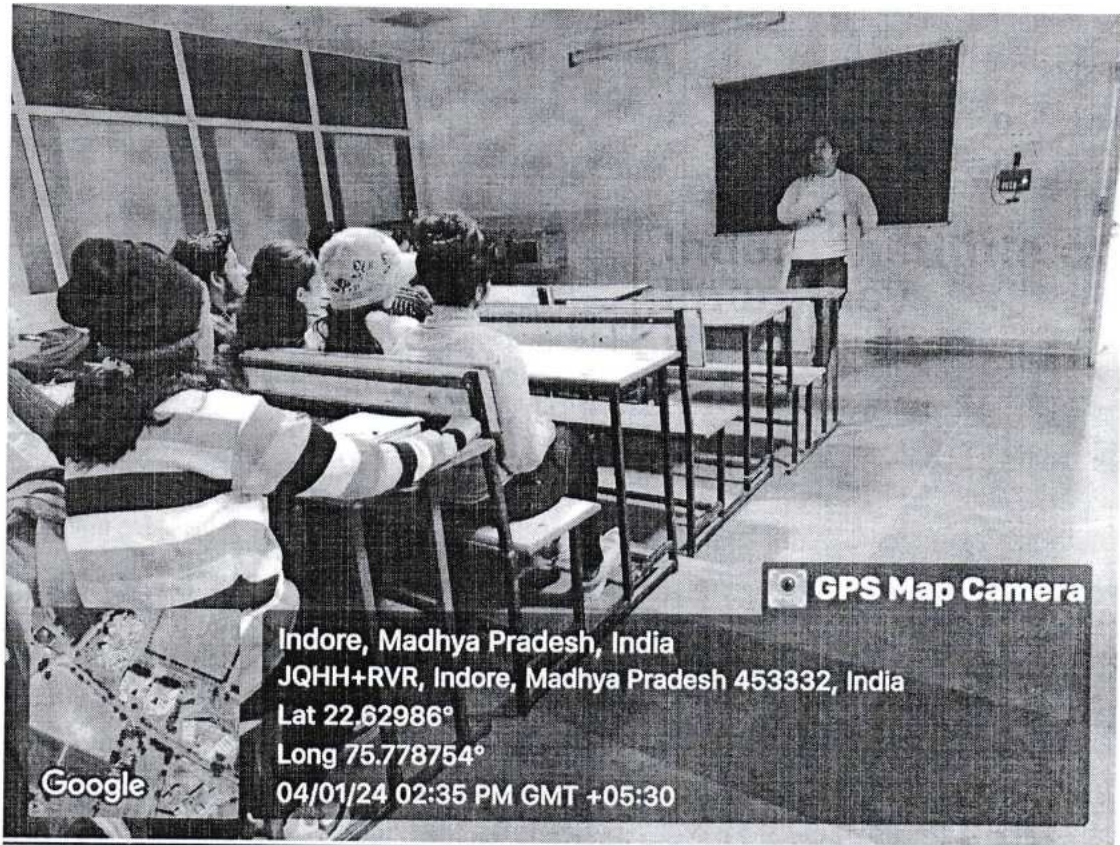 GPS Map Camera
Indore, Madhya Pradesh, India
JQHH+RVR, Indore, Madhya Pradesh 453332, India
Lat 22.62986°
Long 75.778754°
04/01/24 02:35 PM GMT +05:30
Google